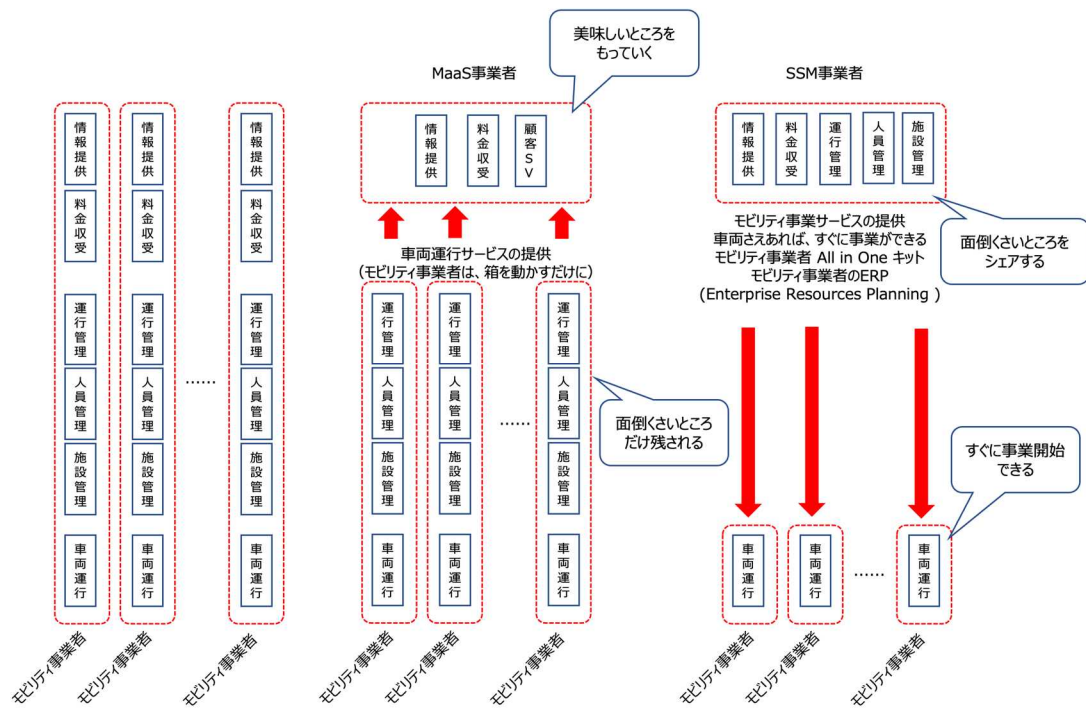 情報提供
料金収受
運行管理
人員管理
施設管理
車両運行
モビリティ事業者
情報提供
料金収受
運行管理
人員管理
施設管理
車両運行
モビリティ事業者
……
情報提供
料金収受
運行管理
人員管理
施設管理
車両運行
モビリティ事業者
MaaS事業者
美味しいところを
もっていく
情報提供
料金収受
顧客SV
車両運行サービスの提供
(モビリティ事業者は、箱を動かすだけに)
運行管理
人員管理
施設管理
車両運行
モビリティ事業者
運行管理
人員管理
施設管理
車両運行
モビリティ事業者
……
運行管理
人員管理
施設管理
車両運行
モビリティ事業者
面倒くさいところ
だけ残される
SSM事業者
情報提供
料金収受
運行管理
人員管理
施設管理
面倒くさいところを
シェアする
モビリティ事業サービスの提供
車両さえあれば、すぐに事業ができる
モビリティ事業者 All in One キット
モビリティ事業者のERP
(Enterprise Resources Planning )
すぐに事業開始
できる
車両運行
モビリティ事業者
車両運行
モビリティ事業者
……
車両運行
モビリティ事業者